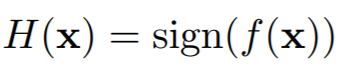 H(𝐱) = sign(f(𝐱))